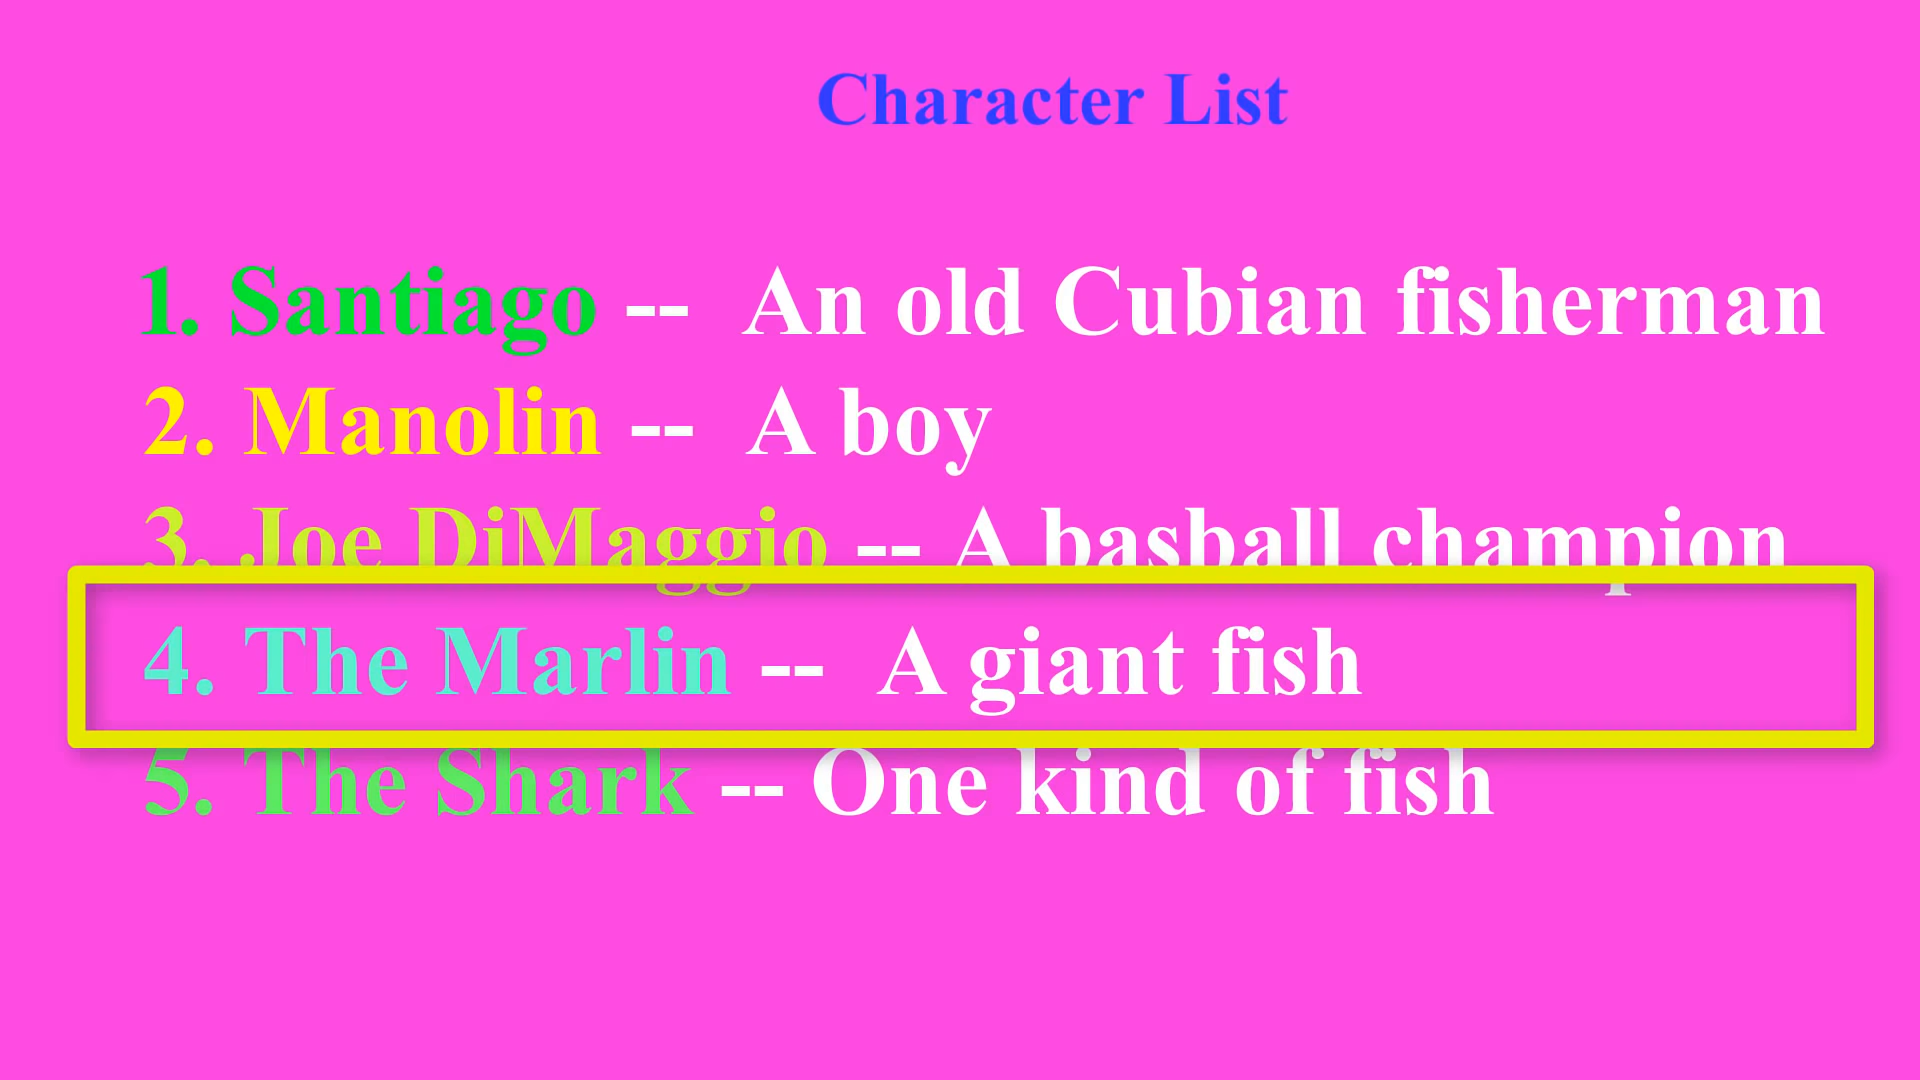 Character List
1. Santiago -- An old Cubian fisherman
2. Manolin -- A boy
3. Joe DiMaggio -- A basball champion
4. The Marlin -- A giant fish
5. The Shark -- One kind of fish